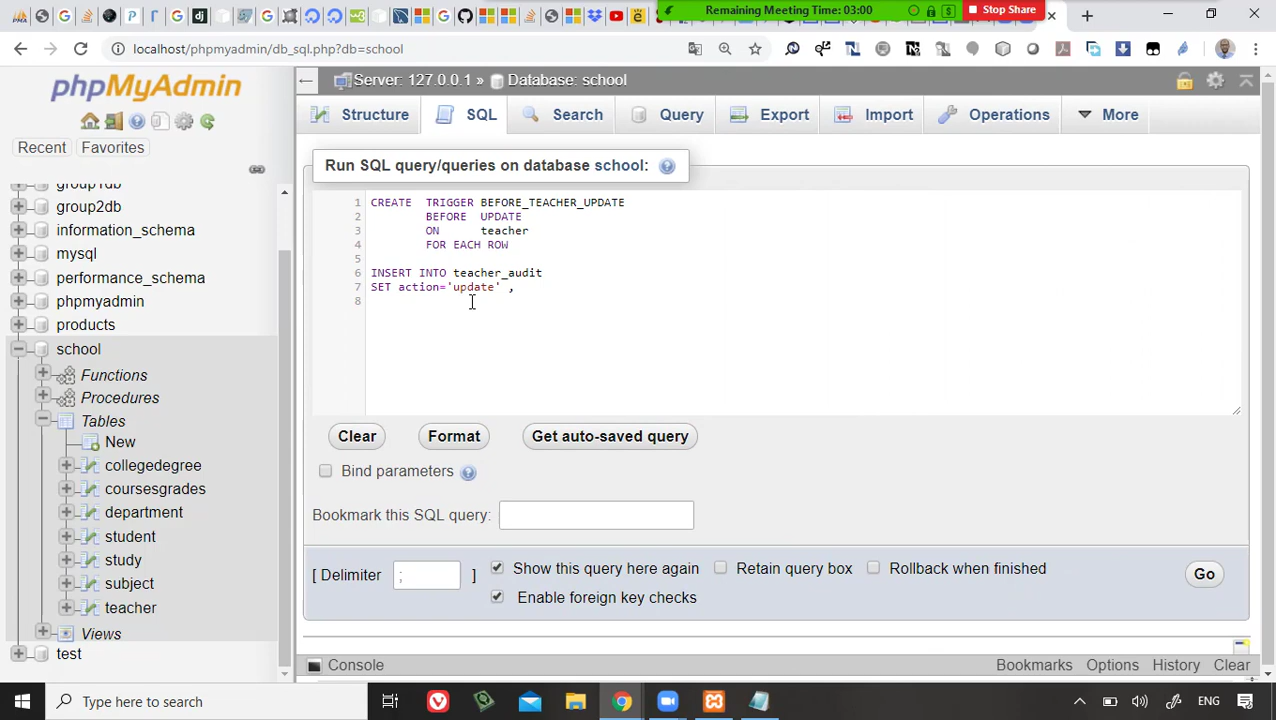 Remaining Meeting Time: 03:00
Stop Share
localhost/phpmyadmin/db_sql.php?db=school
phpMyAdmin
Recent
Favorites
group1db
group2db
information_schema
mysql
performance_schema
phpmyadmin
products
school
Functions
Procedures
Tables
New
collegedegree
coursesgrades
department
student
study
subject
teacher
Views
test
Server: 127.0.0.1 » Database: school
Structure
SQL
Search
Query
Export
Import
Operations
More
Run SQL query/queries on database school:
1 CREATE TRIGGER BEFORE_TEACHER_UPDATE
2 BEFORE UPDATE
3 ON teacher
4 FOR EACH ROW
5
6 INSERT INTO teacher_audit
7 SET action='update' ,
8
Clear
Format
Get auto-saved query
Bind parameters
Bookmark this SQL query:
[ Delimiter ; ]
Show this query here again
Retain query box
Rollback when finished
Enable foreign key checks
Go
Console
Bookmarks
Options
History
Clear
Type here to search
ENG